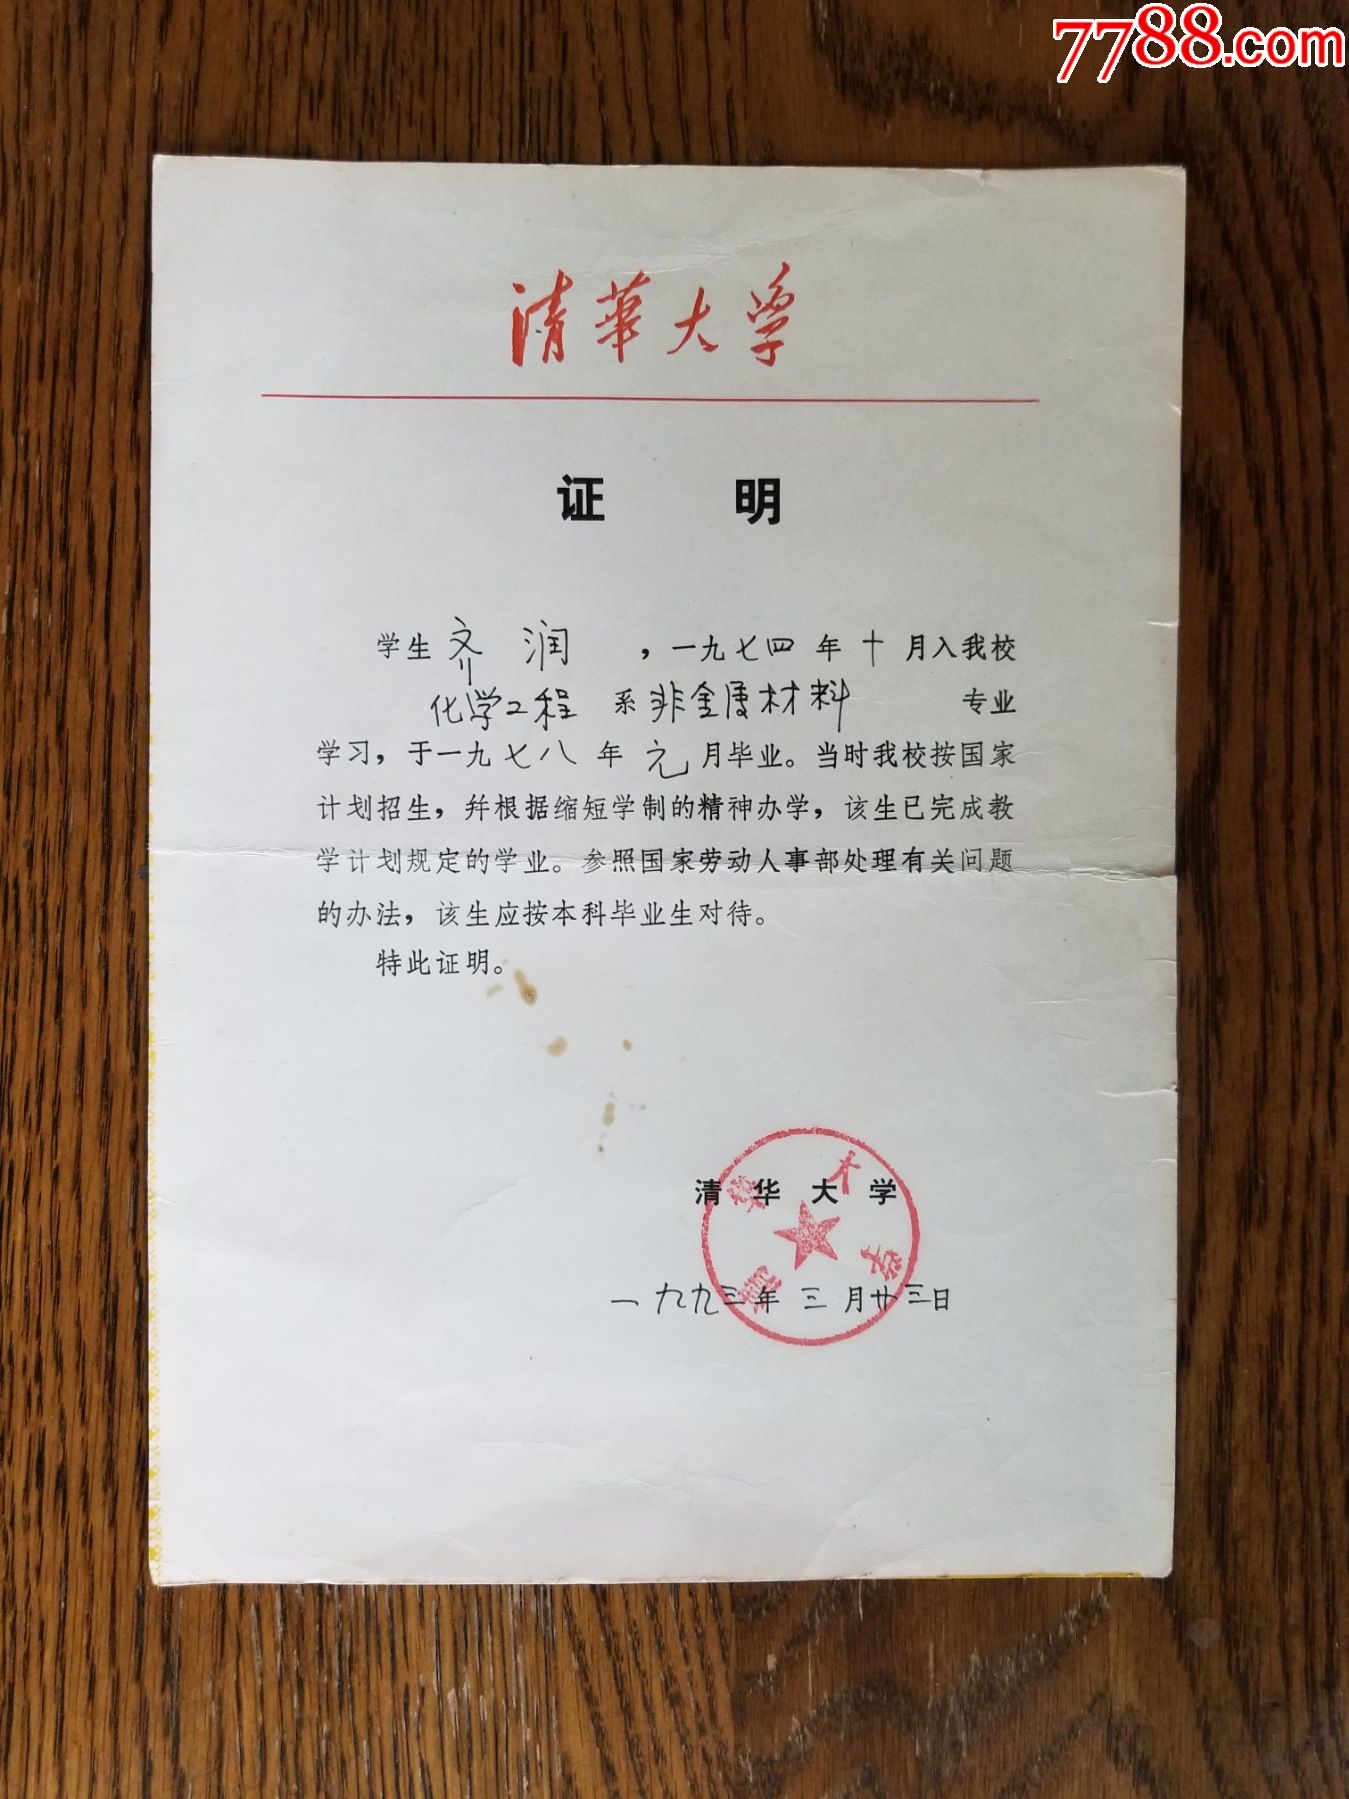 7788.com
清華大学
证 明
学生 齐 润 ，一九七四年十月入我校
化学工程 系 非金属材料 专业
学习，于一九七八年元月毕业。当时我校按国家
计划招生，幷根据缩短学制的精神办学，该生已完成教
学计划规定的学业。参照国家劳动人事部处理有关问题
的办法，该生应按本科毕业生对待。
特此证明。
清华大学
清华大学
一九九三年三月廿三日